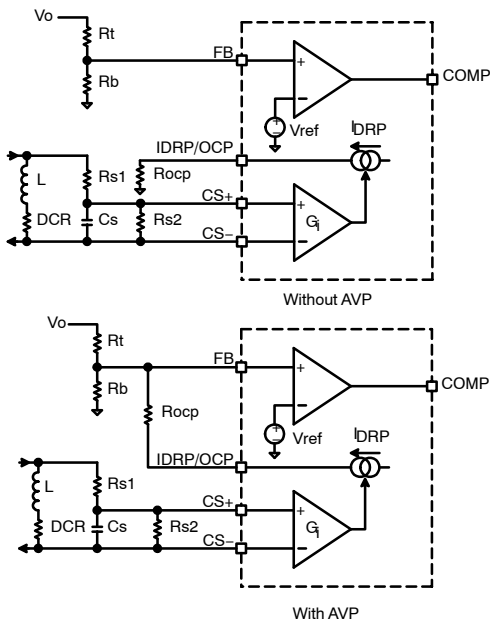 Vo
Rt
FB
COMP
Rb
Vref
IDRP/OCP
IDRP
Rocp
L
Rs1
CS+
DCR
Cs
Rs2
Gi
CS−
Without AVP
Vo
Rt
FB
COMP
Rb
Rocp
Vref
IDRP/OCP
IDRP
L
Rs1
CS+
DCR
Cs
Rs2
Gi
CS−
With AVP